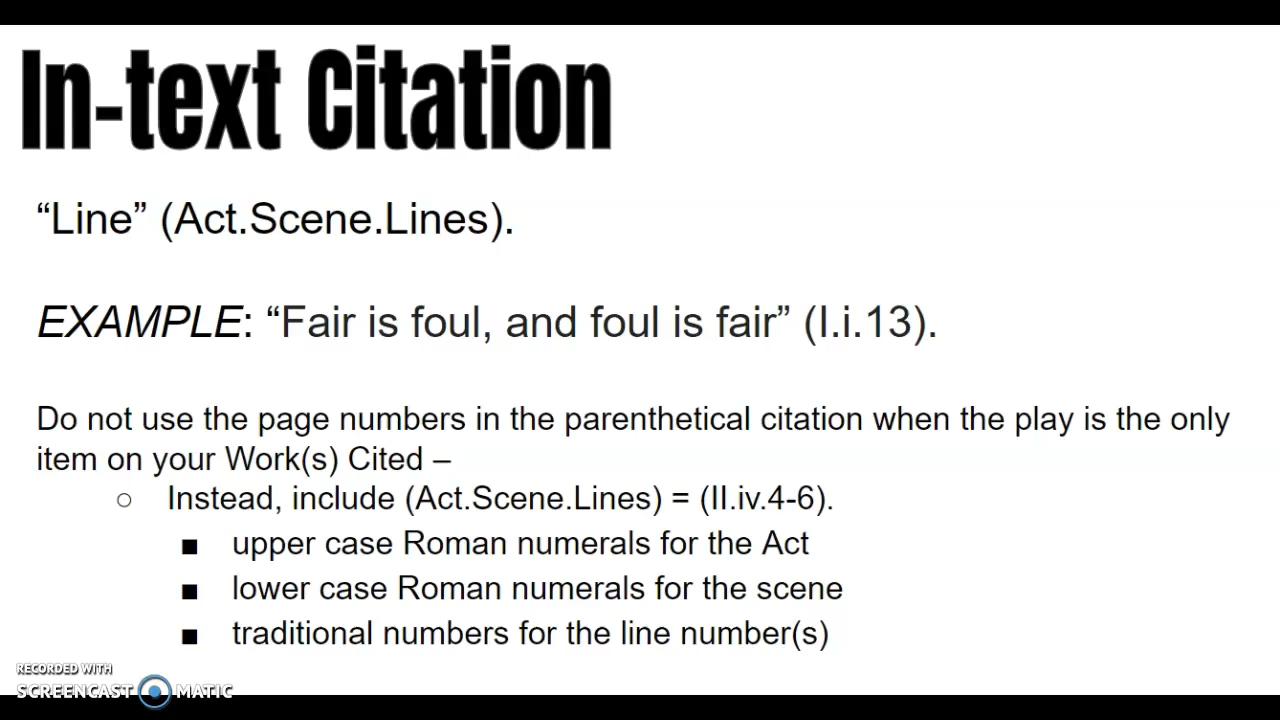 In-text Citation
“Line” (Act.Scene.Lines).
EXAMPLE: “Fair is foul, and foul is fair” (I.i.13).
Do not use the page numbers in the parenthetical citation when the play is the only
item on your Work(s) Cited –
○ Instead, include (Act.Scene.Lines) = (II.iv.4-6).
■ upper case Roman numerals for the Act
■ lower case Roman numerals for the scene
■ traditional numbers for the line number(s)
RECORDED WITH
SCREENCAST MATIC